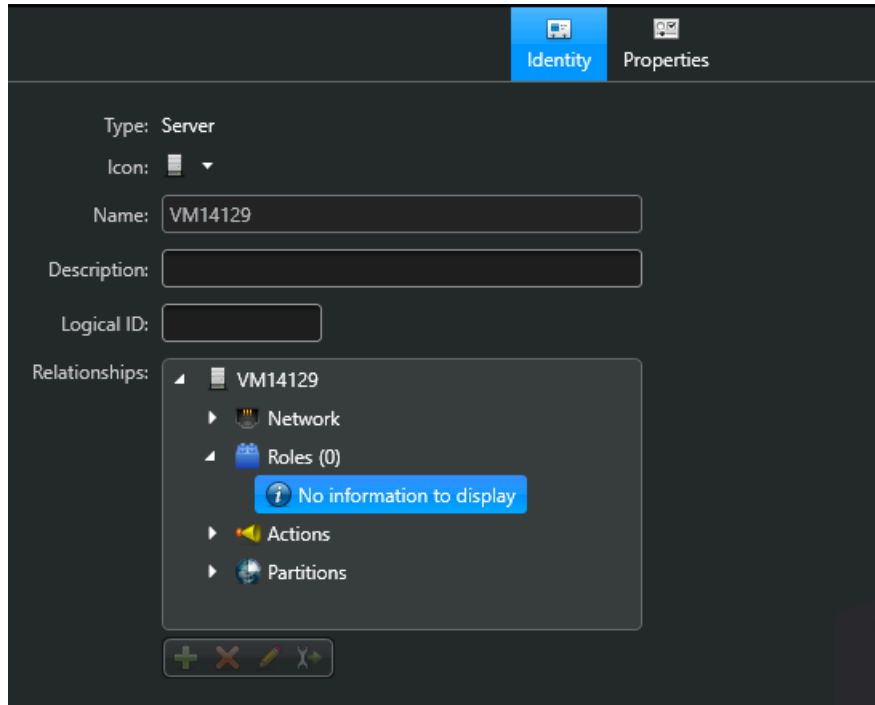 Identity
Properties
Type: Server
Icon:
Name: VM14129
Description:
Logical ID:
Relationships:
VM14129
Network
Roles (0)
No information to display
Actions
Partitions